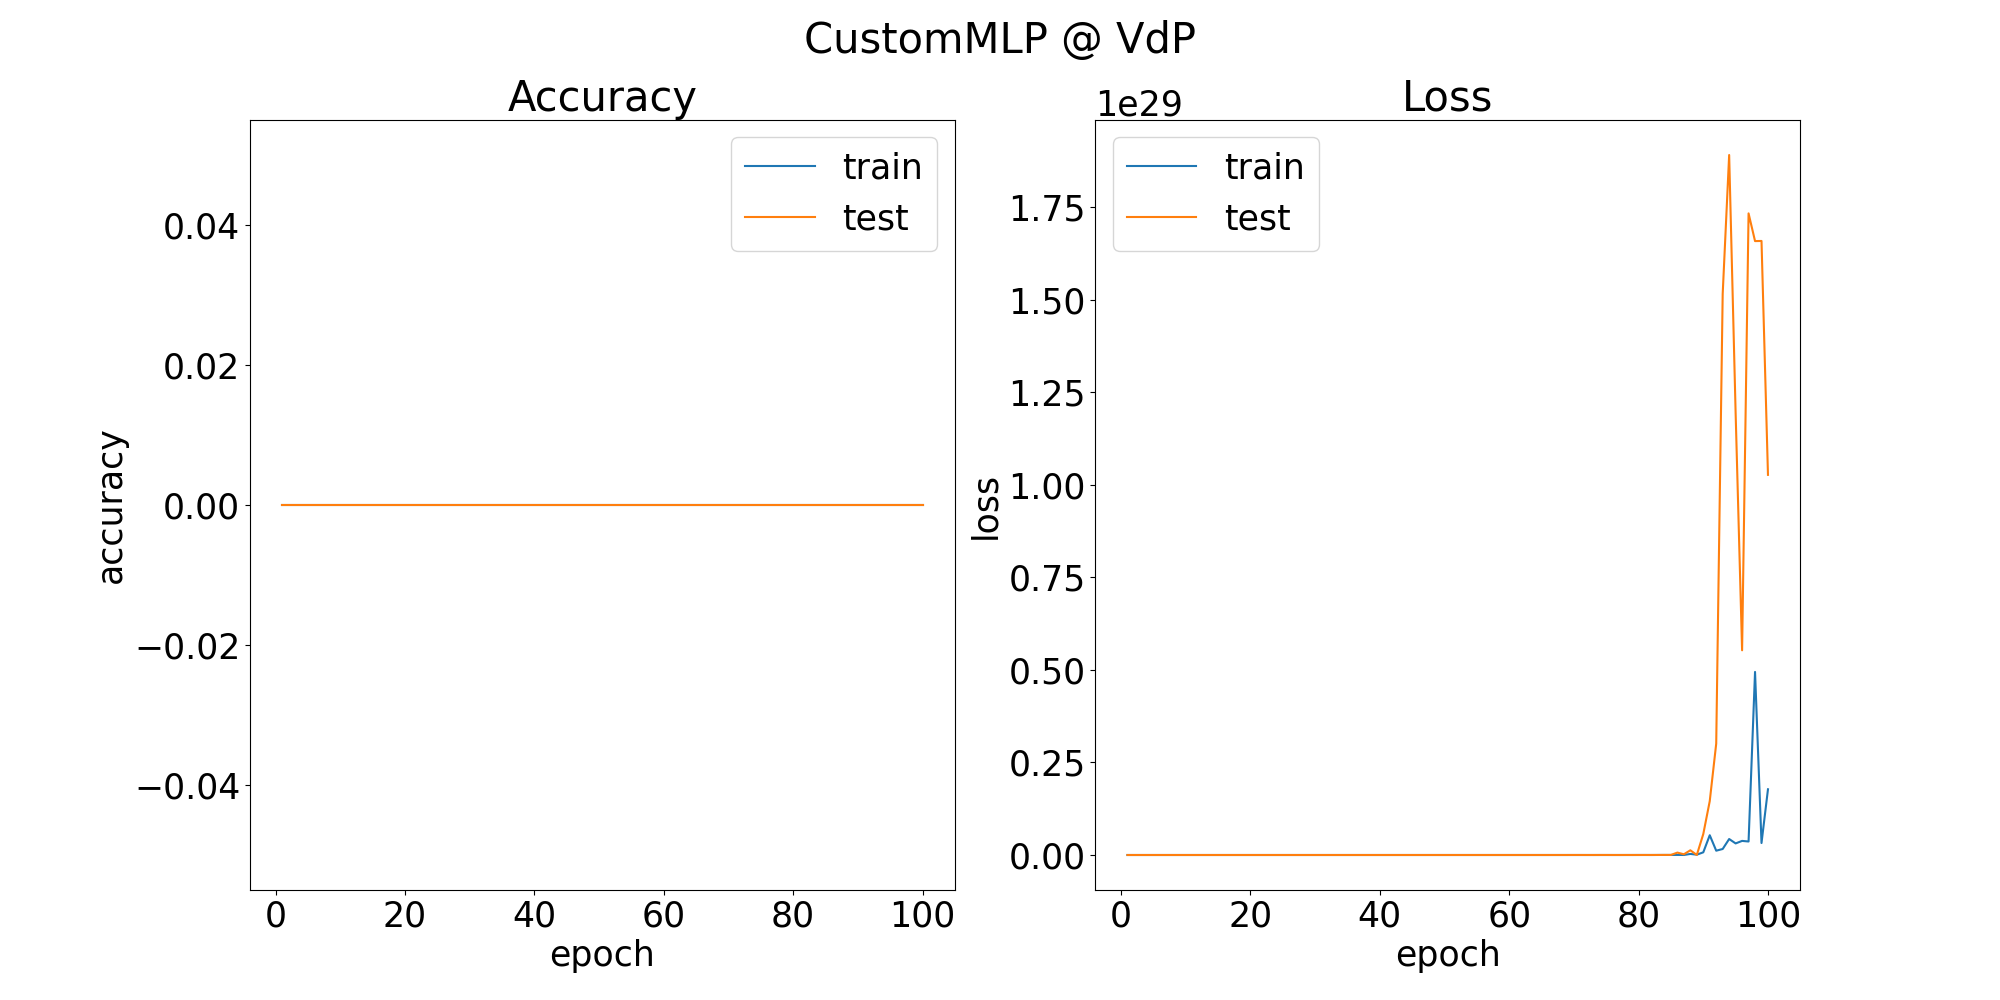 CustomMLP @ VdP
Accuracy
train
test
0.04
0.02
0.00
−0.02
−0.04
accuracy
0 20 40 60 80 100
epoch
Loss
1e29
train
test
1.75
1.50
1.25
1.00
0.75
0.50
0.25
0.00
loss
0 20 40 60 80 100
epoch